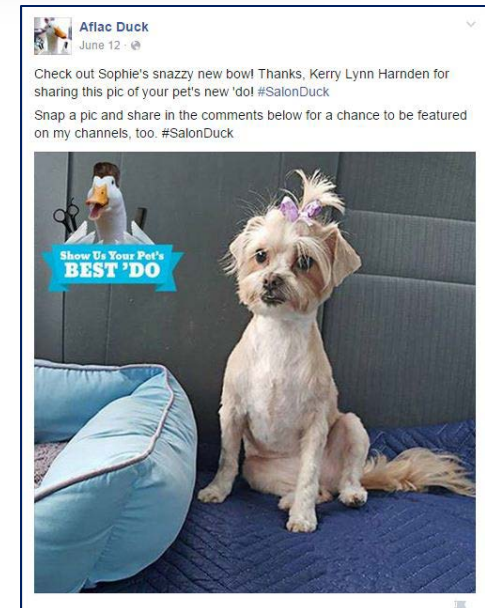 Aflac Duck
June 12
Check out Sophie's snazzy new bow! Thanks, Kerry Lynn Harnden for
sharing this pic of your pet's new 'do! #SalonDuck
Snap a pic and share in the comments below for a chance to be featured
on my channels, too. #SalonDuck
Show Us Your Pet's
BEST 'DO